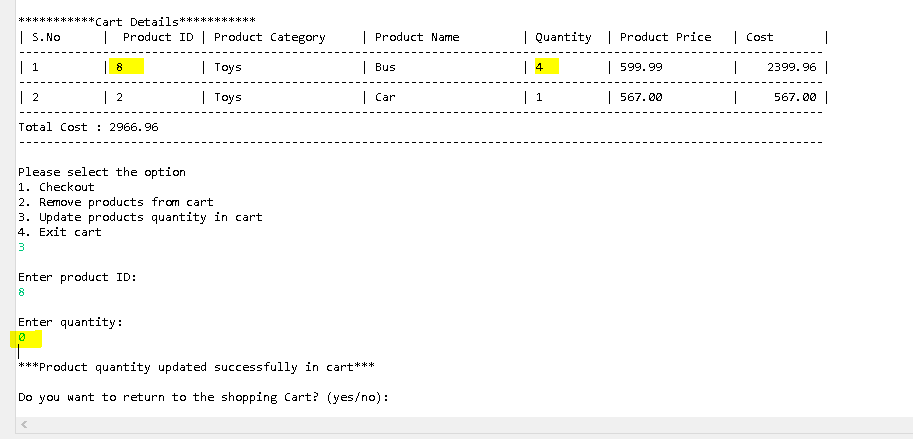 ***********Cart Details***********
| S.No | Product ID | Product Category | Product Name | Quantity | Product Price | Cost |
| 1 | 8 | Toys | Bus | 4 | 599.99 | 2399.96 |
| 2 | 2 | Toys | Car | 1 | 567.00 | 567.00 |
Total Cost : 2966.96
Please select the option
1. Checkout
2. Remove products from cart
3. Update products quantity in cart
4. Exit cart
3
Enter product ID:
8
Enter quantity:
0
***Product quantity updated successfully in cart***
Do you want to return to the shopping Cart? (yes/no):